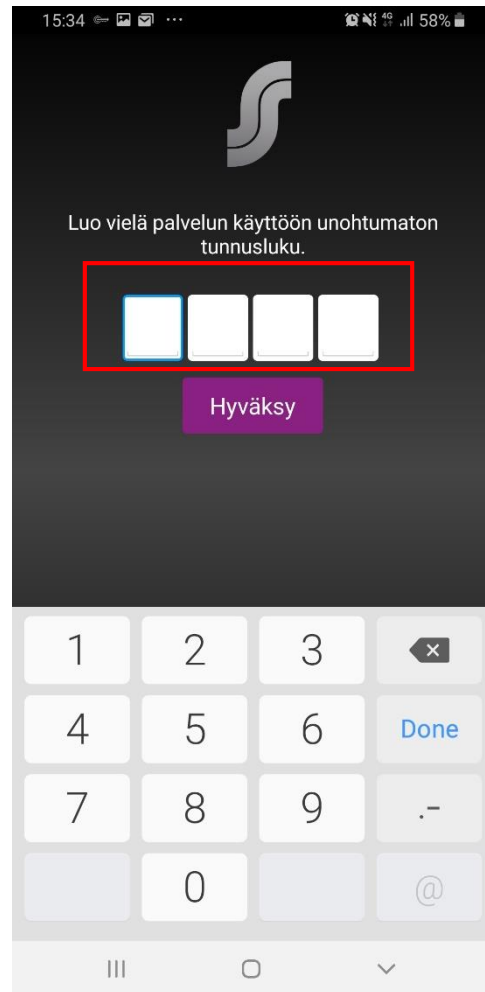 15:34 ... 4G 58%
Luo vielä palvelun käyttöön unohtumaton
tunnusluku.
Hyväksy
1 2 3
4 5 6 Done
7 8 9 .-
0 @